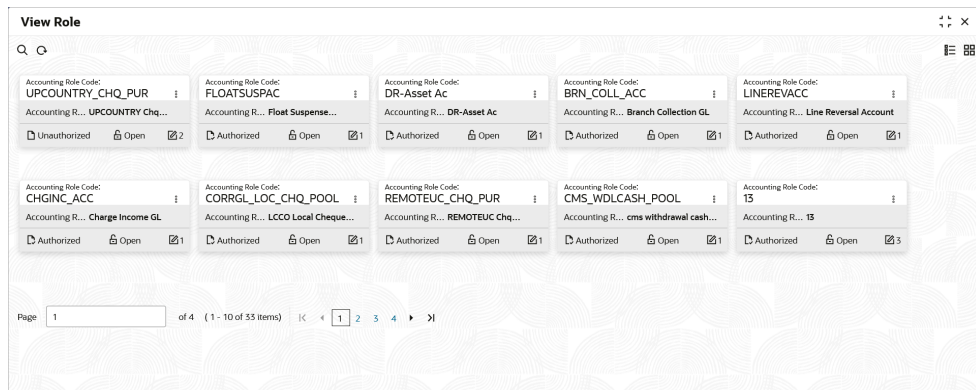 View Role
Accounting Role Code:
UPCOUNTRY_CHQ_PUR
Accounting R... UPCOUNTRY Chq...
Unauthorized Open 2
Accounting Role Code:
FLOATSUSPAC
Accounting R... Float Suspense...
Authorized Open 1
Accounting Role Code:
DR-Asset Ac
Accounting R... DR-Asset Ac
Authorized Open 1
Accounting Role Code:
BRN_COLL_ACC
Accounting R... Branch Collection GL
Authorized Open 1
Accounting Role Code:
LINEREVACC
Accounting R... Line Reversal Account
Authorized Open 1
Accounting Role Code:
CHGINC_ACC
Accounting R... Charge Income GL
Authorized Open 1
Accounting Role Code:
CORRGL_LOC_CHQ_POOL
Accounting R... LCCO Local Cheque...
Authorized Open 1
Accounting Role Code:
REMOTEUC_CHQ_PUR
Accounting R... REMOTEUC Chq...
Authorized Open 1
Accounting Role Code:
CMS_WDLCASH_POOL
Accounting R... cms withdrawal cash...
Authorized Open 1
Accounting Role Code:
13
Accounting R... 13
Authorized Open 3
Page 1 of 4 ( 1 - 10 of 33 items) 1 2 3 4